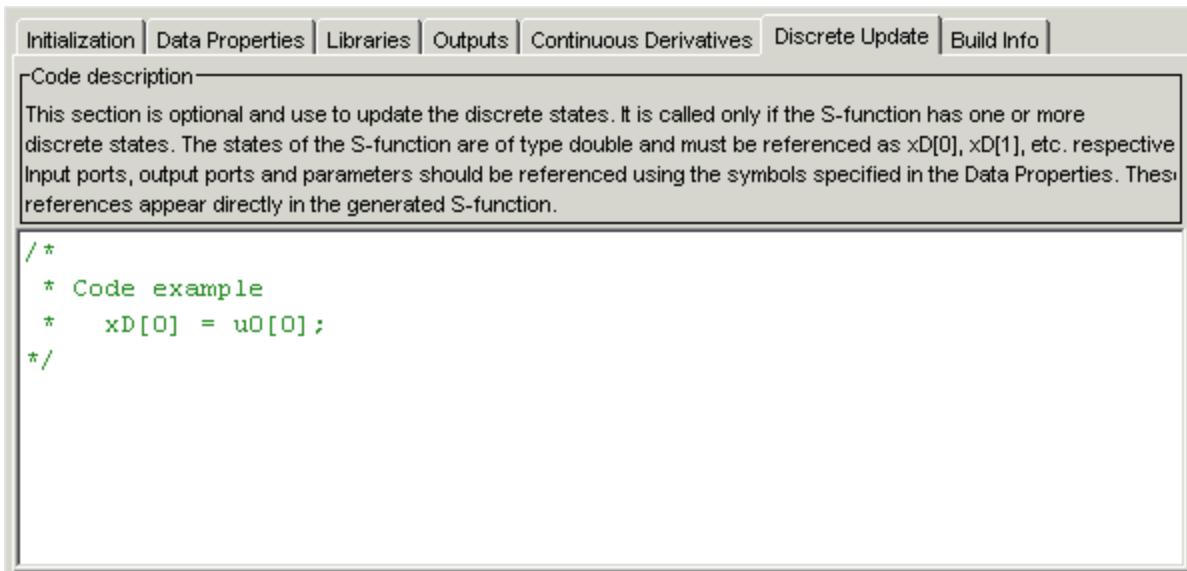 Initialization Data Properties Libraries Outputs Continuous Derivatives Discrete Update Build Info
Code description
This section is optional and use to update the discrete states. It is called only if the S-function has one or more
discrete states. The states of the S-function are of type double and must be referenced as xD[0], xD[1], etc. respective
Input ports, output ports and parameters should be referenced using the symbols specified in the Data Properties. These
references appear directly in the generated S-function.
/*
 * Code example
 *   xD[0] = u0[0];
*/